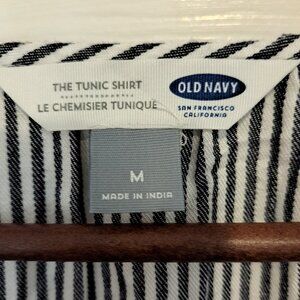 THE TUNIC SHIRT
LE CHEMISIER TUNIQUE
OLD NAVY
SAN FRANCISCO
CALIFORNIA
M
MADE IN INDIA